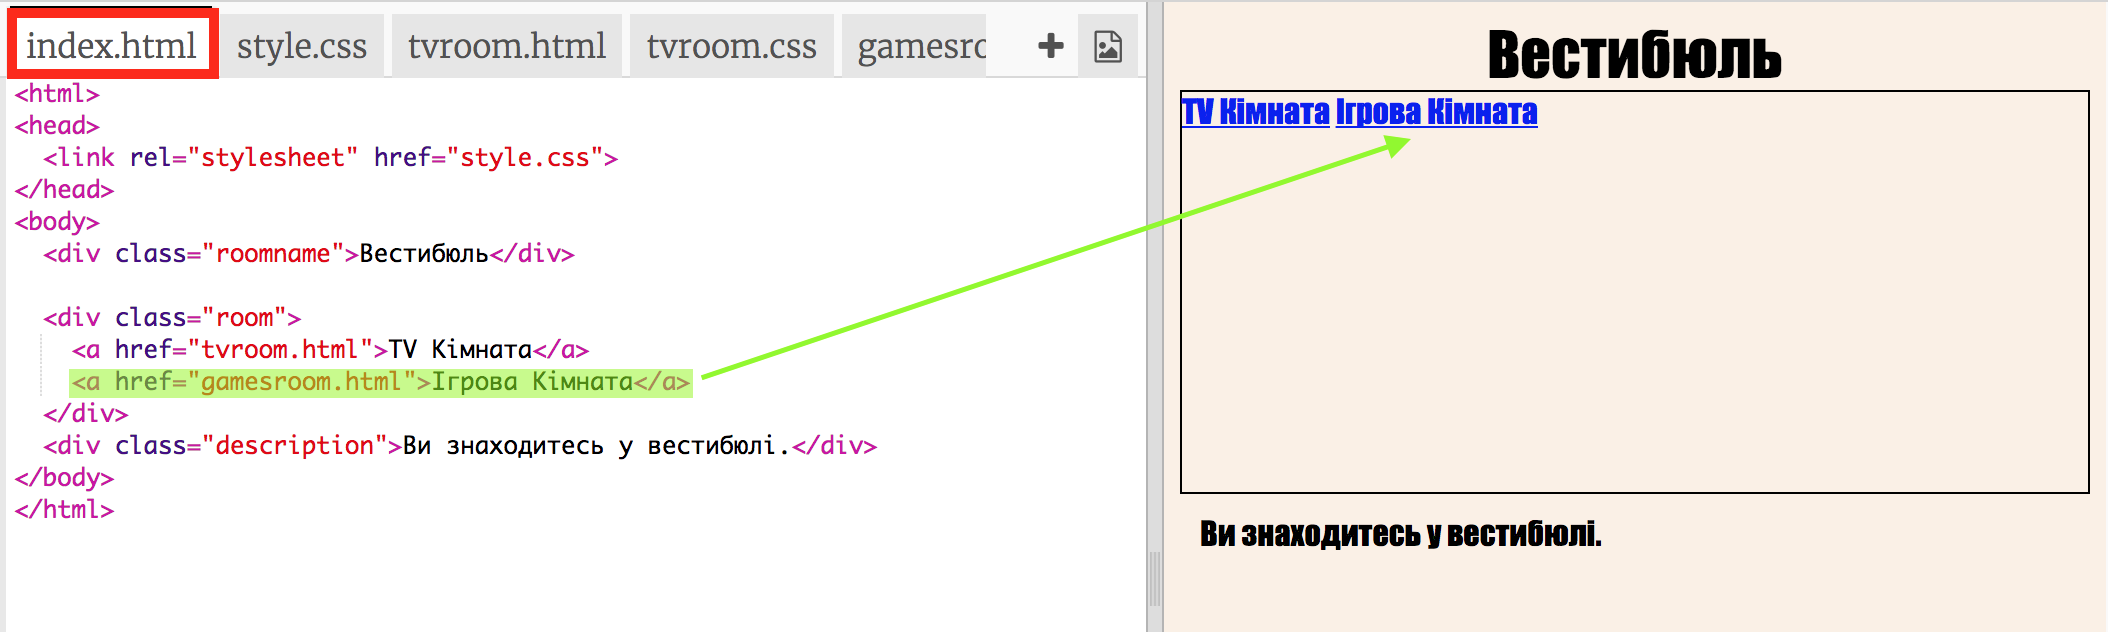 index.html style.css tvroom.html tvroom.css gamesro
<html>
<head>
<link rel="stylesheet" href="style.css">
</head>
<body>
<div class="roomname">Вестибюль</div>
<div class="room">
<a href="tvroom.html">TV Кімната</a>
<a href="gamesroom.html">Ігрова Кімната</a>
</div>
<div class="description">Ви знаходитесь у вестибюлі.</div>
</body>
</html>
Вестибюль
TV Кімната Ігрова Кімната
Ви знаходитесь у вестибюлі.